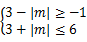 {3 − |m| ≥ −1
{3 + |m| ≤ 6